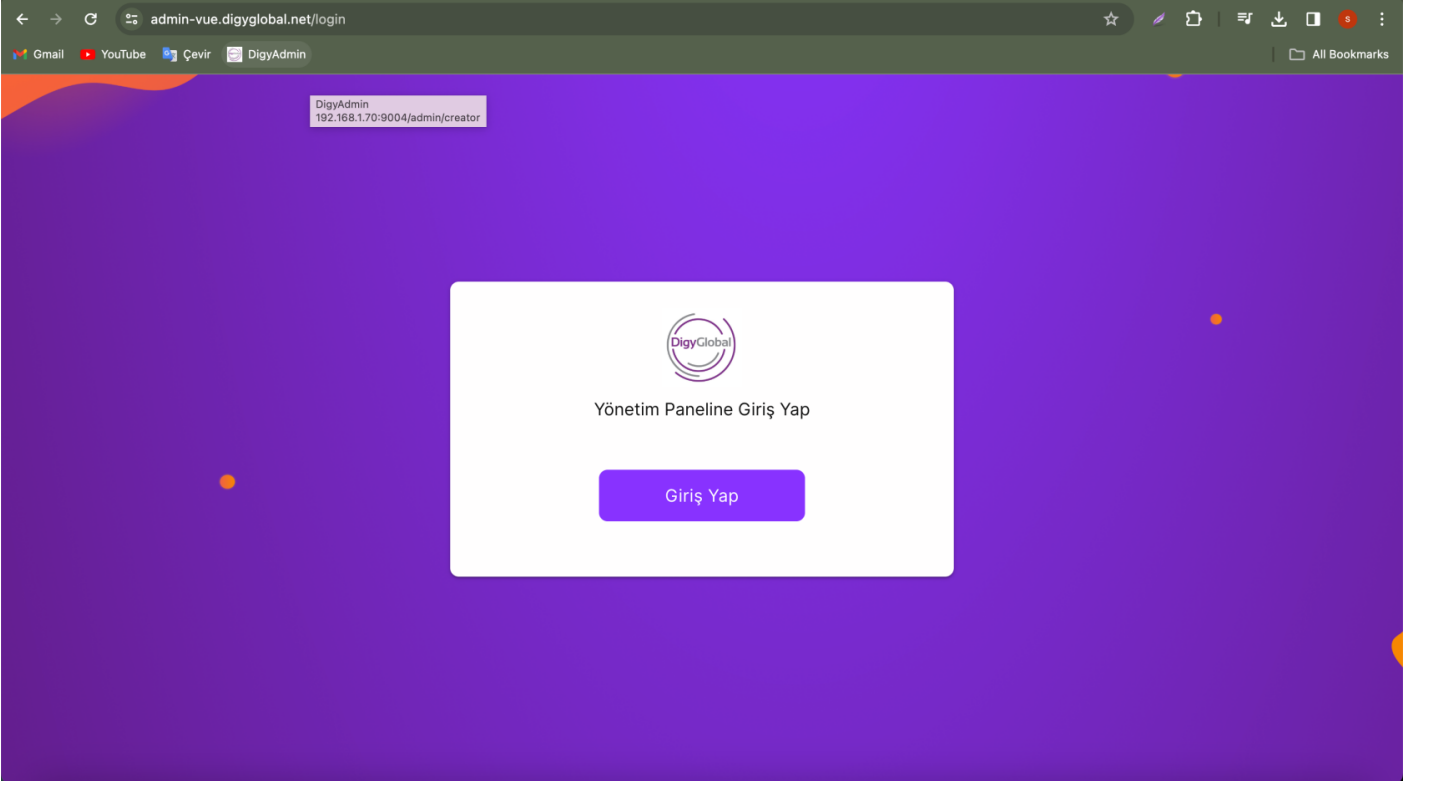 admin-vue.digyglobal.net/login
S
Gmail YouTube Çevir DigyAdmin All Bookmarks
DigyAdmin
192.168.1.70:9004/admin/creator
DigyGlobal
Yönetim Paneline Giriş Yap
Giriş Yap